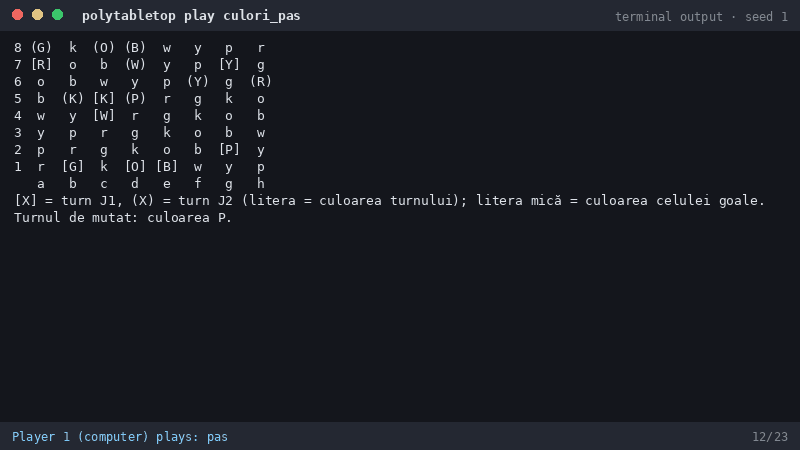 polytabletop play culori_pas
terminal output · seed 1
8 (G)  k  (O) (B)  w   y   p   r
7 [R]  o   b  (W)  y   p  [Y]  g
6  o   b   w   y   p  (Y)  g  (R)
5  b  (K) [K] (P)  r   g   k   o
4  w   y  [W]  r   g   k   o   b
3  y   p   r   g   k   o   b   w
2  p   r   g   k   o   b  [P]  y
1  r  [G]  k  [O] [B]  w   y   p
   a   b   c   d   e   f   g   h
[X] = turn J1, (X) = turn J2 (litera = culoarea turnului); litera mică = culoarea celulei goale.
Turnul de mutat: culoarea P.
Player 1 (computer) plays: pas
12/23